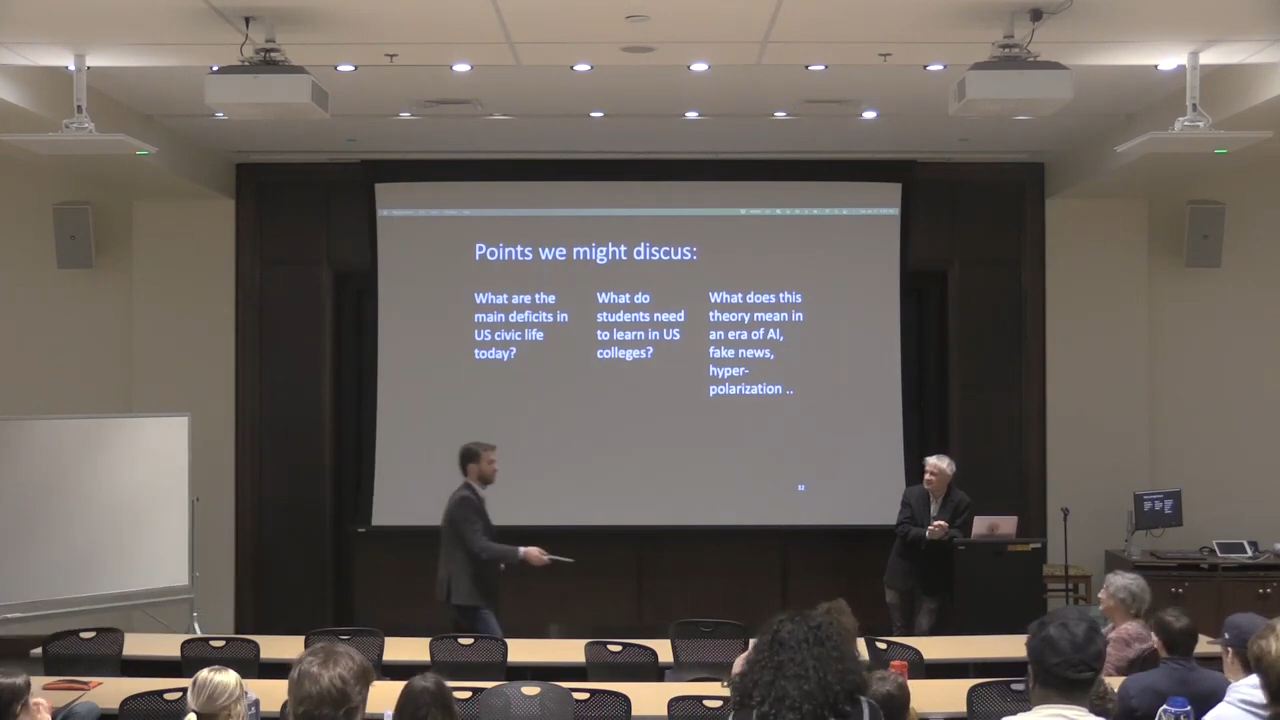 Points we might discus:
What are the
main deficits in
US civic life
today?
What do
students need
to learn in US
colleges?
What does this
theory mean in
an era of AI,
fake news,
hyper-
polarization ..
12